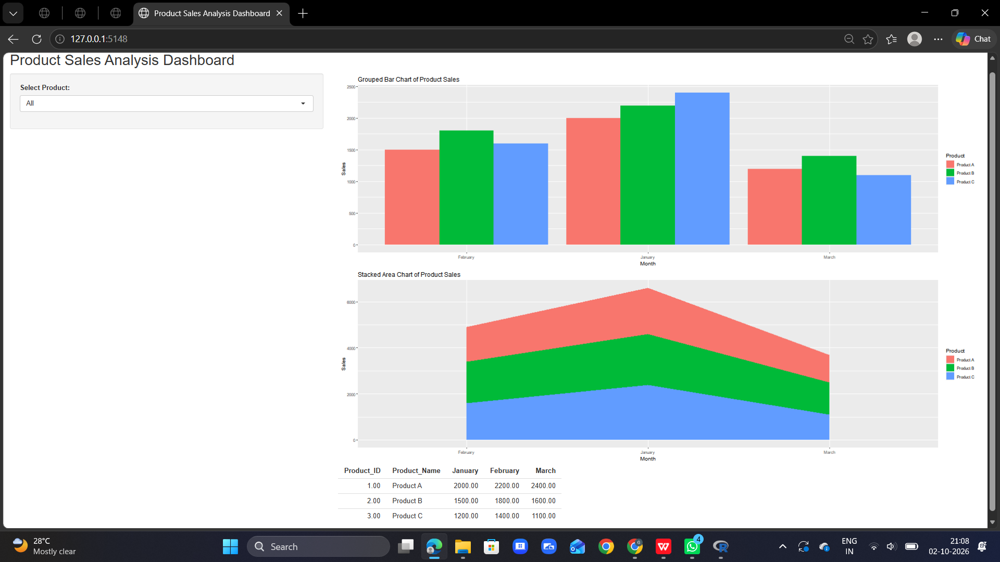 Product Sales Analysis Dashboard
127.0.0.1:5148
Chat
Product Sales Analysis Dashboard
Select Product:
All
Grouped Bar Chart of Product Sales
2500
2000
1500
1000
500
0
Sales
February
January
March
Month
Product
Product A
Product B
Product C
Stacked Area Chart of Product Sales
6000
4000
2000
0
Sales
February
January
March
Month
Product
Product A
Product B
Product C
Product_ID Product_Name January February March
1.00 Product A 2000.00 2200.00 2400.00
2.00 Product B 1500.00 1800.00 1600.00
3.00 Product C 1200.00 1400.00 1100.00
28°C
Mostly clear
Search
4
ENG
IN
21:08
02-10-2026